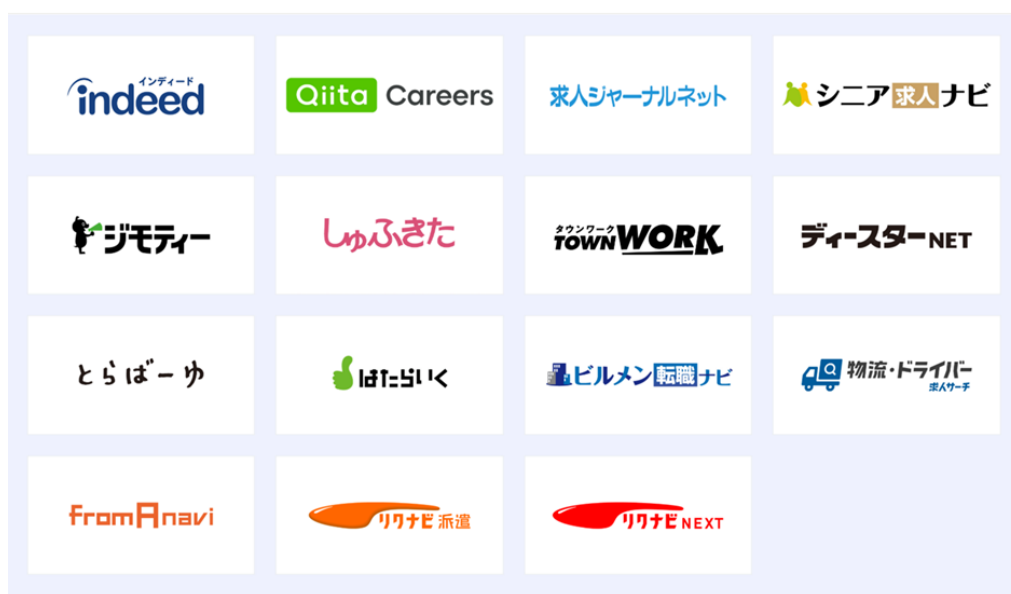 インディード
indeed
Qiita Careers
求人ジャーナルネット
シニア求人ナビ
ジモティー
しゅふきた
タウンワーク
TOWNWORK
ディースターNET
とらばーゆ
はたらいく
ビルメン転職ナビ
物流・ドライバー
求人サーチ
fromAnavi
リクナビ派遣
リクナビNEXT